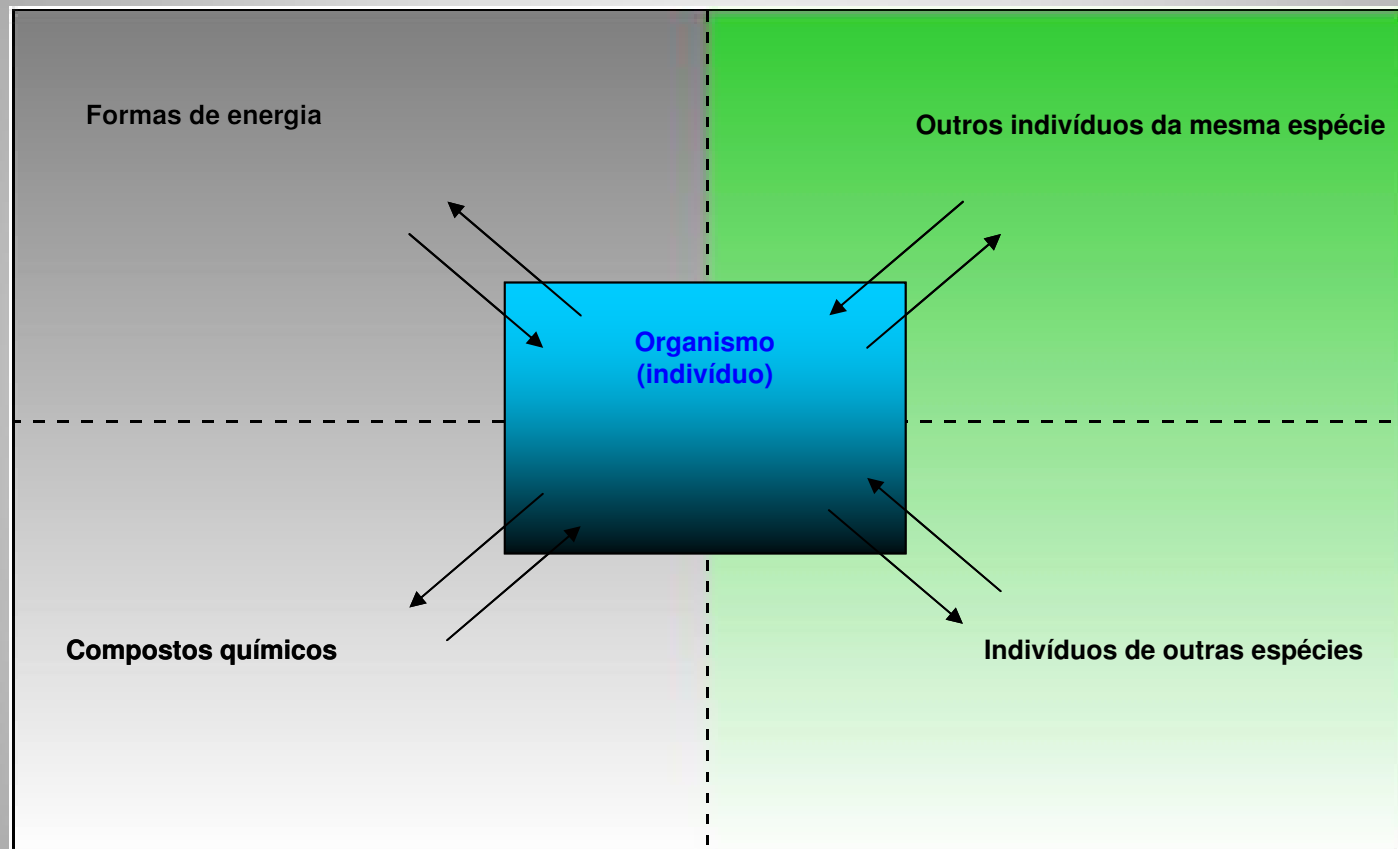 Formas de energia
Outros indivíduos da mesma espécie
Organismo
(indivíduo)
Compostos químicos
Indivíduos de outras espécies